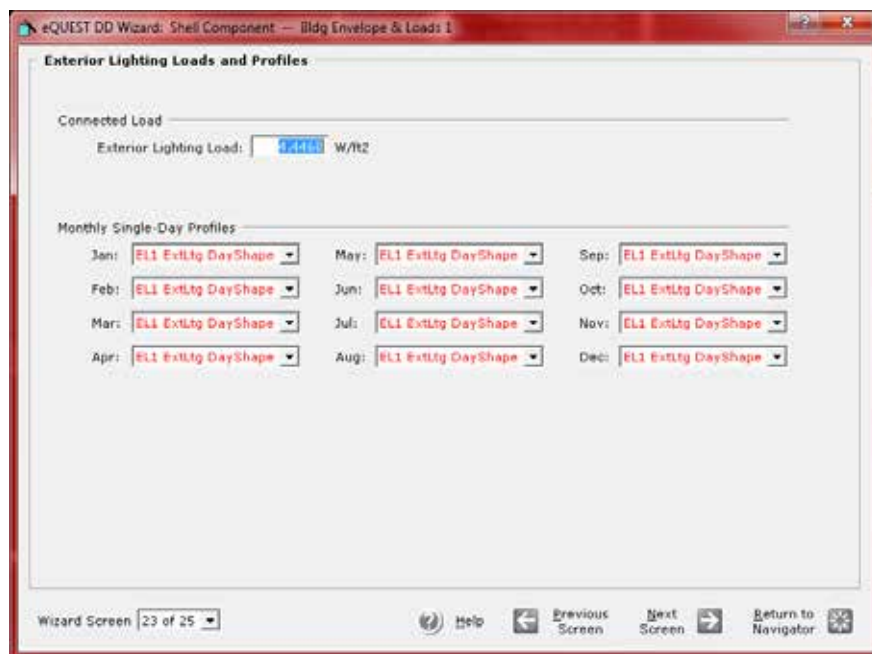 eQUEST DD Wizard: Shell Component — Bldg Envelope & Loads 1
Exterior Lighting Loads and Profiles
Connected Load
Exterior Lighting Load: W/ft2
Monthly Single-Day Profiles
Jan: EL1 ExtLtg DayShape May: EL1 ExtLtg DayShape Sep: EL1 ExtLtg DayShape
Feb: EL1 ExtLtg DayShape Jun: EL1 ExtLtg DayShape Oct: EL1 ExtLtg DayShape
Mar: EL1 ExtLtg DayShape Jul: EL1 ExtLtg DayShape Nov: EL1 ExtLtg DayShape
Apr: EL1 ExtLtg DayShape Aug: EL1 ExtLtg DayShape Dec: EL1 ExtLtg DayShape
Wizard Screen 23 of 25 Help Previous Screen Next Screen Return to Navigator